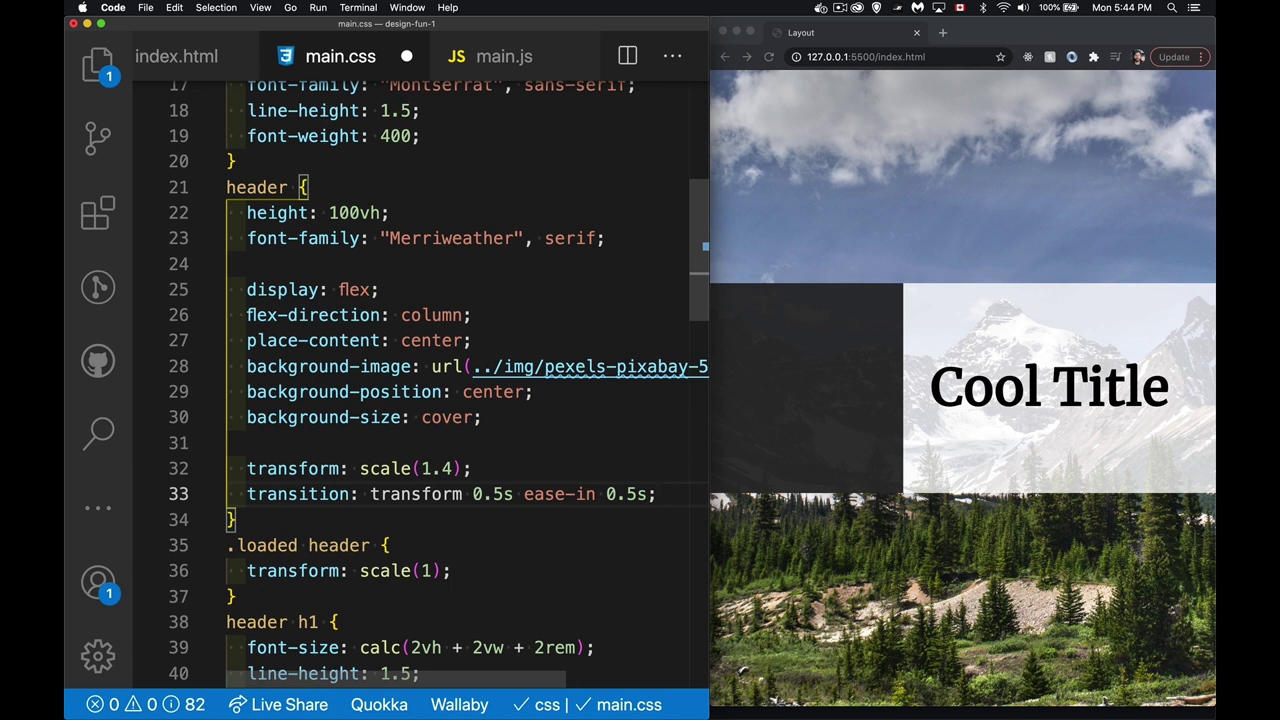 Code File Edit Selection View Go Run Terminal Window Help 100% Mon 5:44 PM
main.css — design-fun-1
index.html main.css JS main.js ...
Layout
127.0.0.1:5500/index.html Update
17 font-family: "Montserrat", sans-serif;
18 line-height: 1.5;
19 font-weight: 400;
20 }
21 header {
22 height: 100vh;
23 font-family: "Merriweather", serif;
24
25 display: flex;
26 flex-direction: column;
27 place-content: center;
28 background-image: url(../img/pexels-pixabay-5
29 background-position: center;
30 background-size: cover;
31
32 transform: scale(1.4);
33 transition: transform 0.5s ease-in 0.5s;
34 }
35 .loaded header {
36 transform: scale(1);
37 }
38 header h1 {
39 font-size: calc(2vh + 2vw + 2rem);
40 line-height: 1.5;
1
1
Cool Title
0 0 82 Live Share Quokka Wallaby ✓ css | ✓ main.css